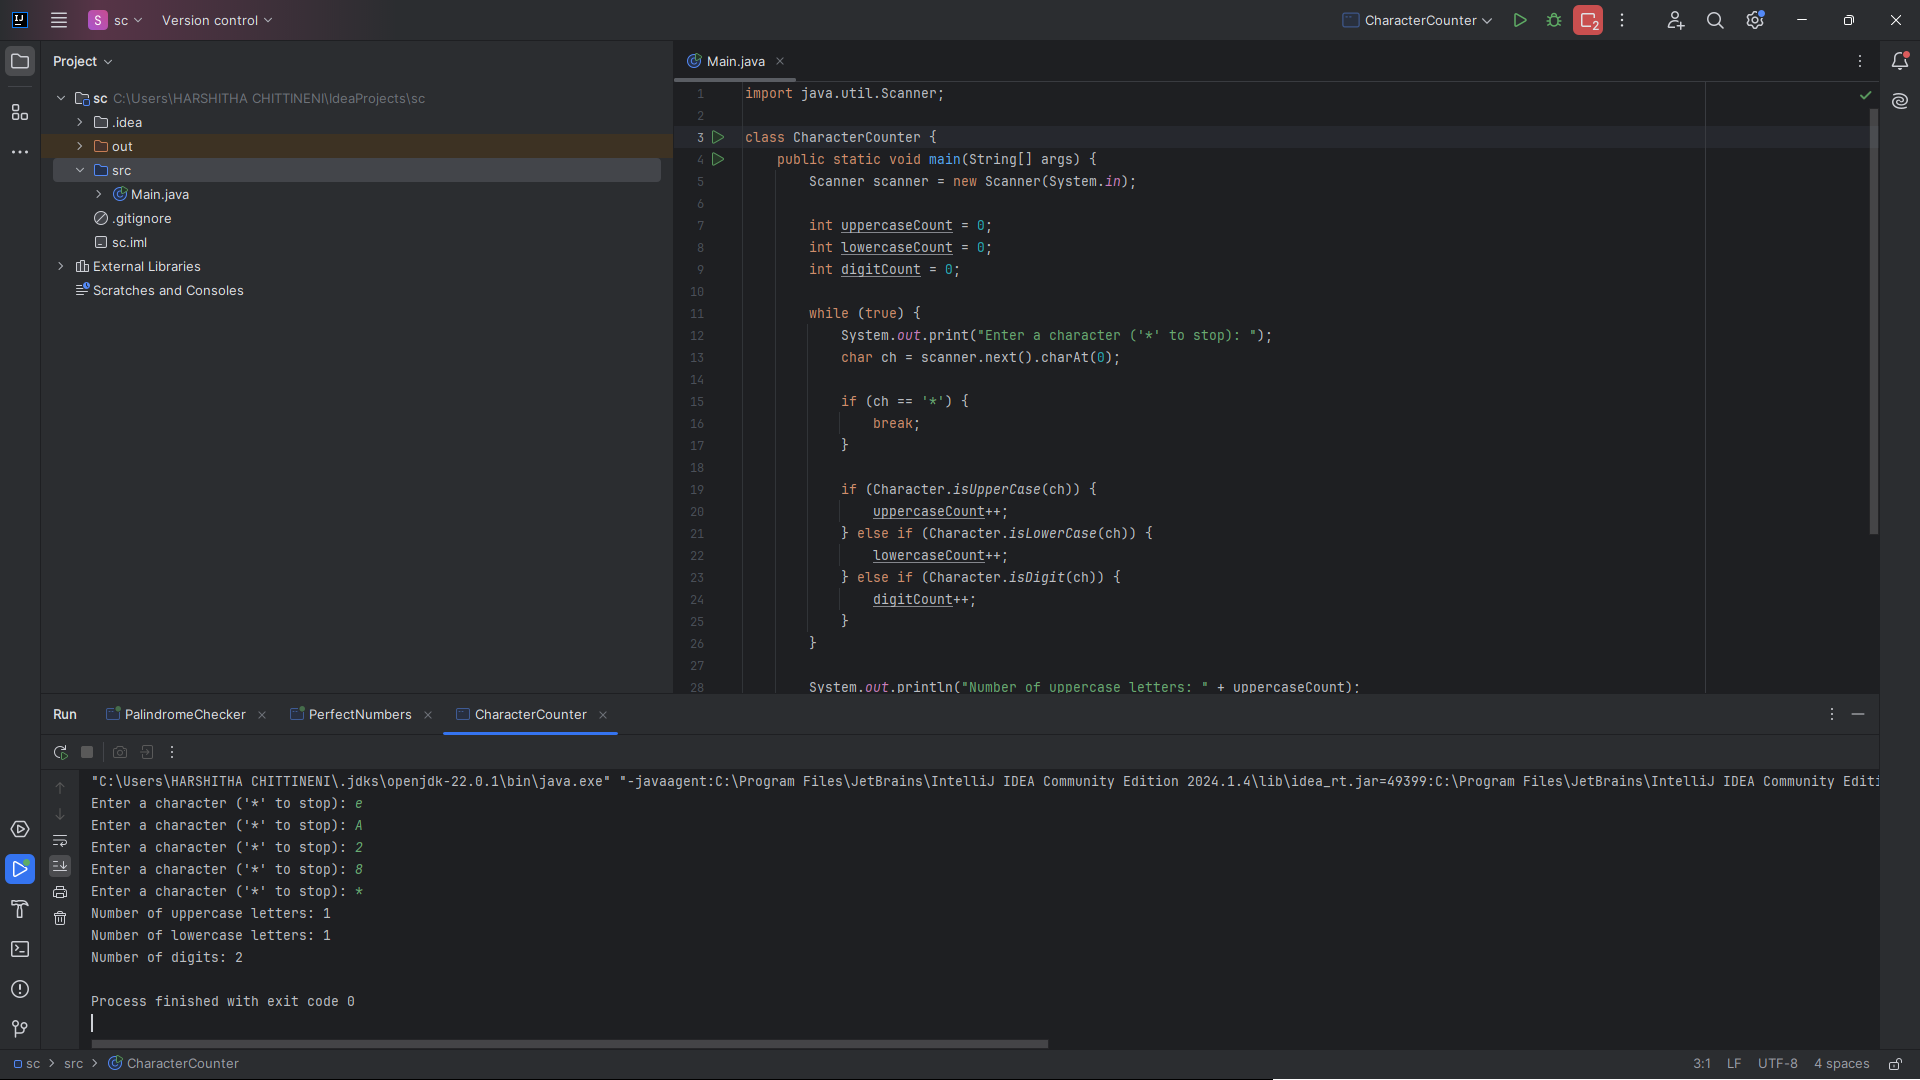 S sc Version control CharacterCounter 2
Project
Main.java
sc C:\Users\HARSHITHA CHITTINENI\IdeaProjects\sc
.idea
out
src
Main.java
.gitignore
sc.iml
External Libraries
Scratches and Consoles
1 import java.util.Scanner;
2
3 class CharacterCounter {
4 public static void main(String[] args) {
5 Scanner scanner = new Scanner(System.in);
6
7 int uppercaseCount = 0;
8 int lowercaseCount = 0;
9 int digitCount = 0;
10
11 while (true) {
12 System.out.print("Enter a character ('*' to stop): ");
13 char ch = scanner.next().charAt(0);
14
15 if (ch == '*') {
16 break;
17 }
18
19 if (Character.isUpperCase(ch)) {
20 uppercaseCount++;
21 } else if (Character.isLowerCase(ch)) {
22 lowercaseCount++;
23 } else if (Character.isDigit(ch)) {
24 digitCount++;
25 }
26 }
27
28 System.out.println("Number of uppercase letters: " + uppercaseCount);
Run PalindromeChecker PerfectNumbers CharacterCounter
"C:\Users\HARSHITHA CHITTINENI\.jdks\openjdk-22.0.1\bin\java.exe" "-javaagent:C:\Program Files\JetBrains\IntelliJ IDEA Community Edition 2024.1.4\lib\idea_rt.jar=49399:C:\Program Files\JetBrains\IntelliJ IDEA Community Editi
Enter a character ('*' to stop): e
Enter a character ('*' to stop): A
Enter a character ('*' to stop): 2
Enter a character ('*' to stop): 8
Enter a character ('*' to stop): *
Number of uppercase letters: 1
Number of lowercase letters: 1
Number of digits: 2
Process finished with exit code 0
sc > src > CharacterCounter 3:1 LF UTF-8 4 spaces